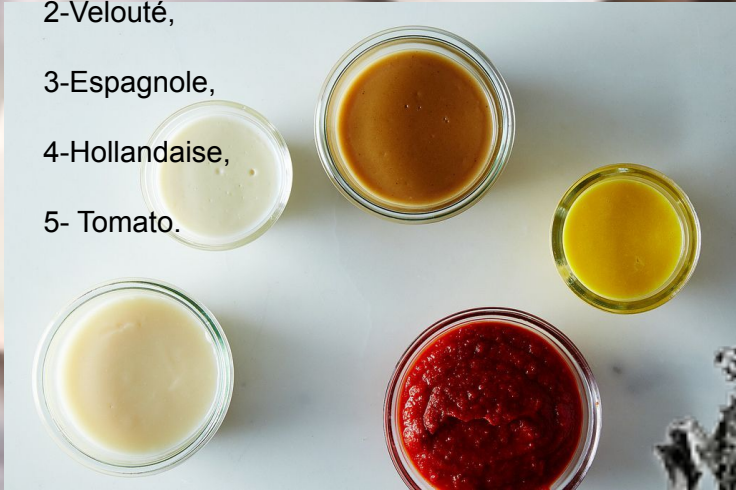 2-Velouté,
3-Espagnole,
4-Hollandaise,
5- Tomato.